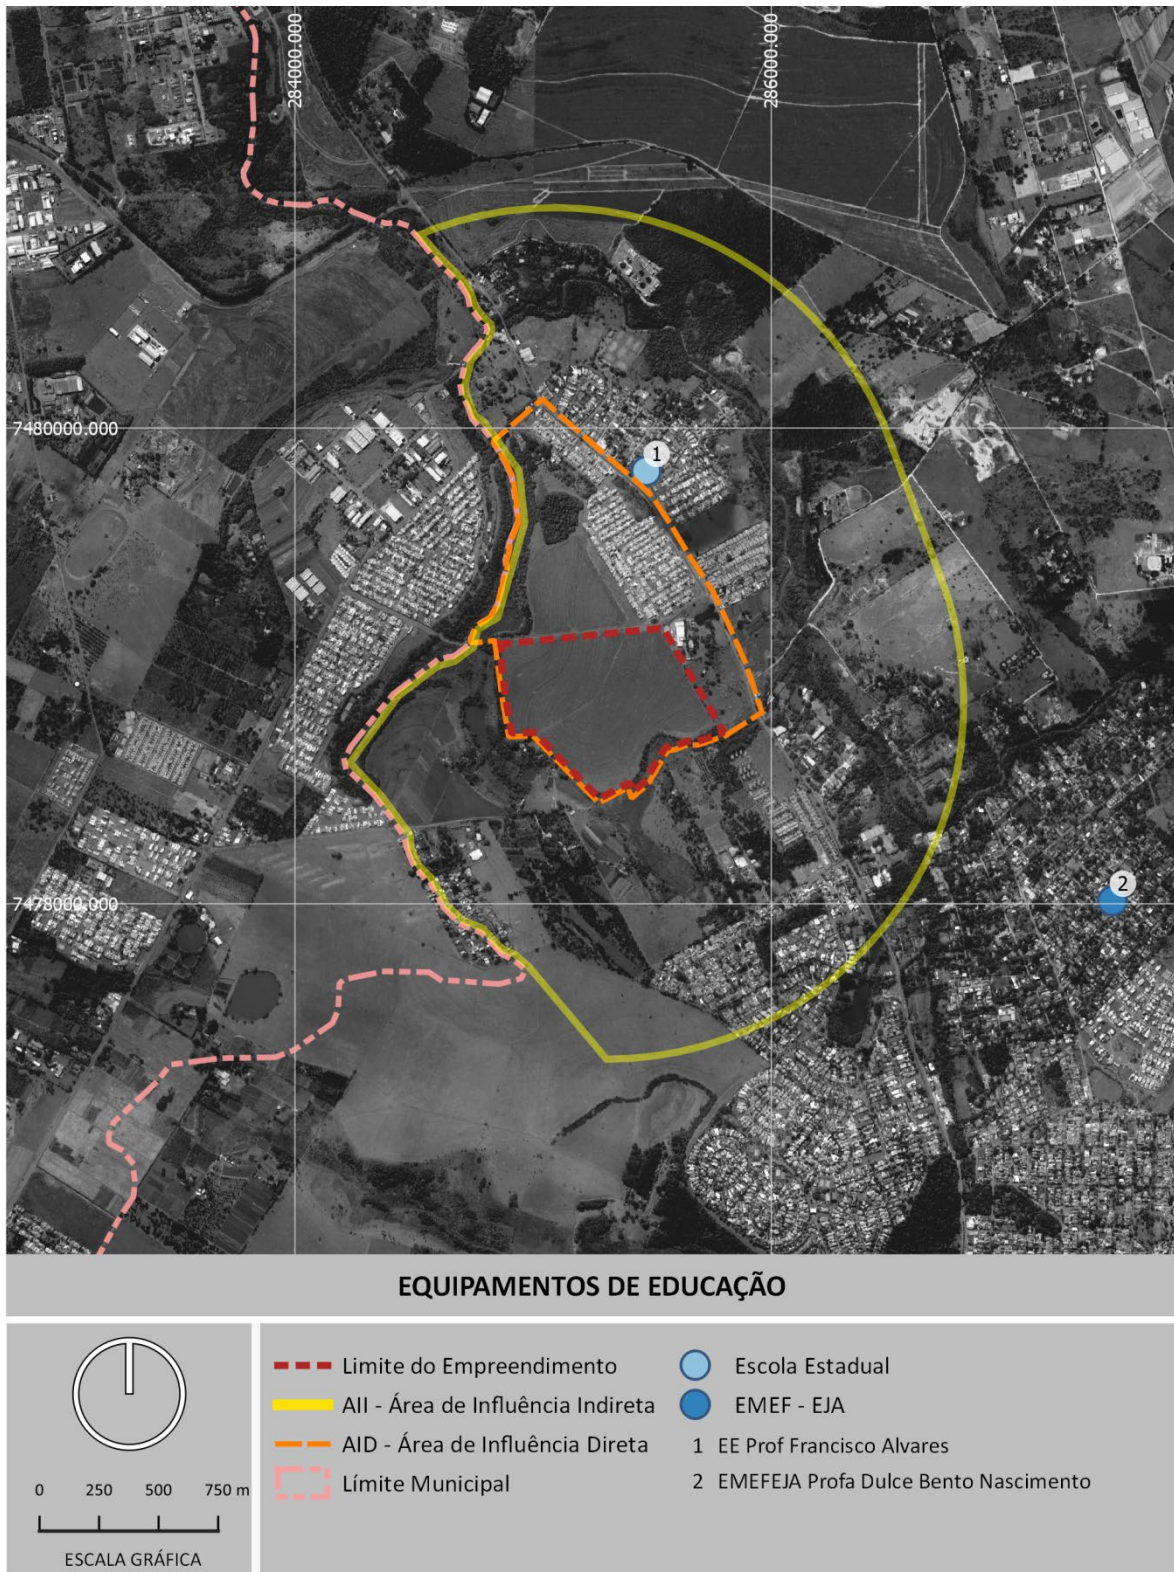 284000.000
286000.000
7480000.000
1
7478000.000
2
EQUIPAMENTOS DE EDUCAÇÃO
Limite do Empreendimento
AII - Área de Influência Indireta
AID - Área de Influência Direta
Límite Municipal
Escola Estadual
EMEF - EJA
1 EE Prof Francisco Alvares
2 EMEFEJA Profa Dulce Bento Nascimento
0 250 500 750 m
ESCALA GRÁFICA